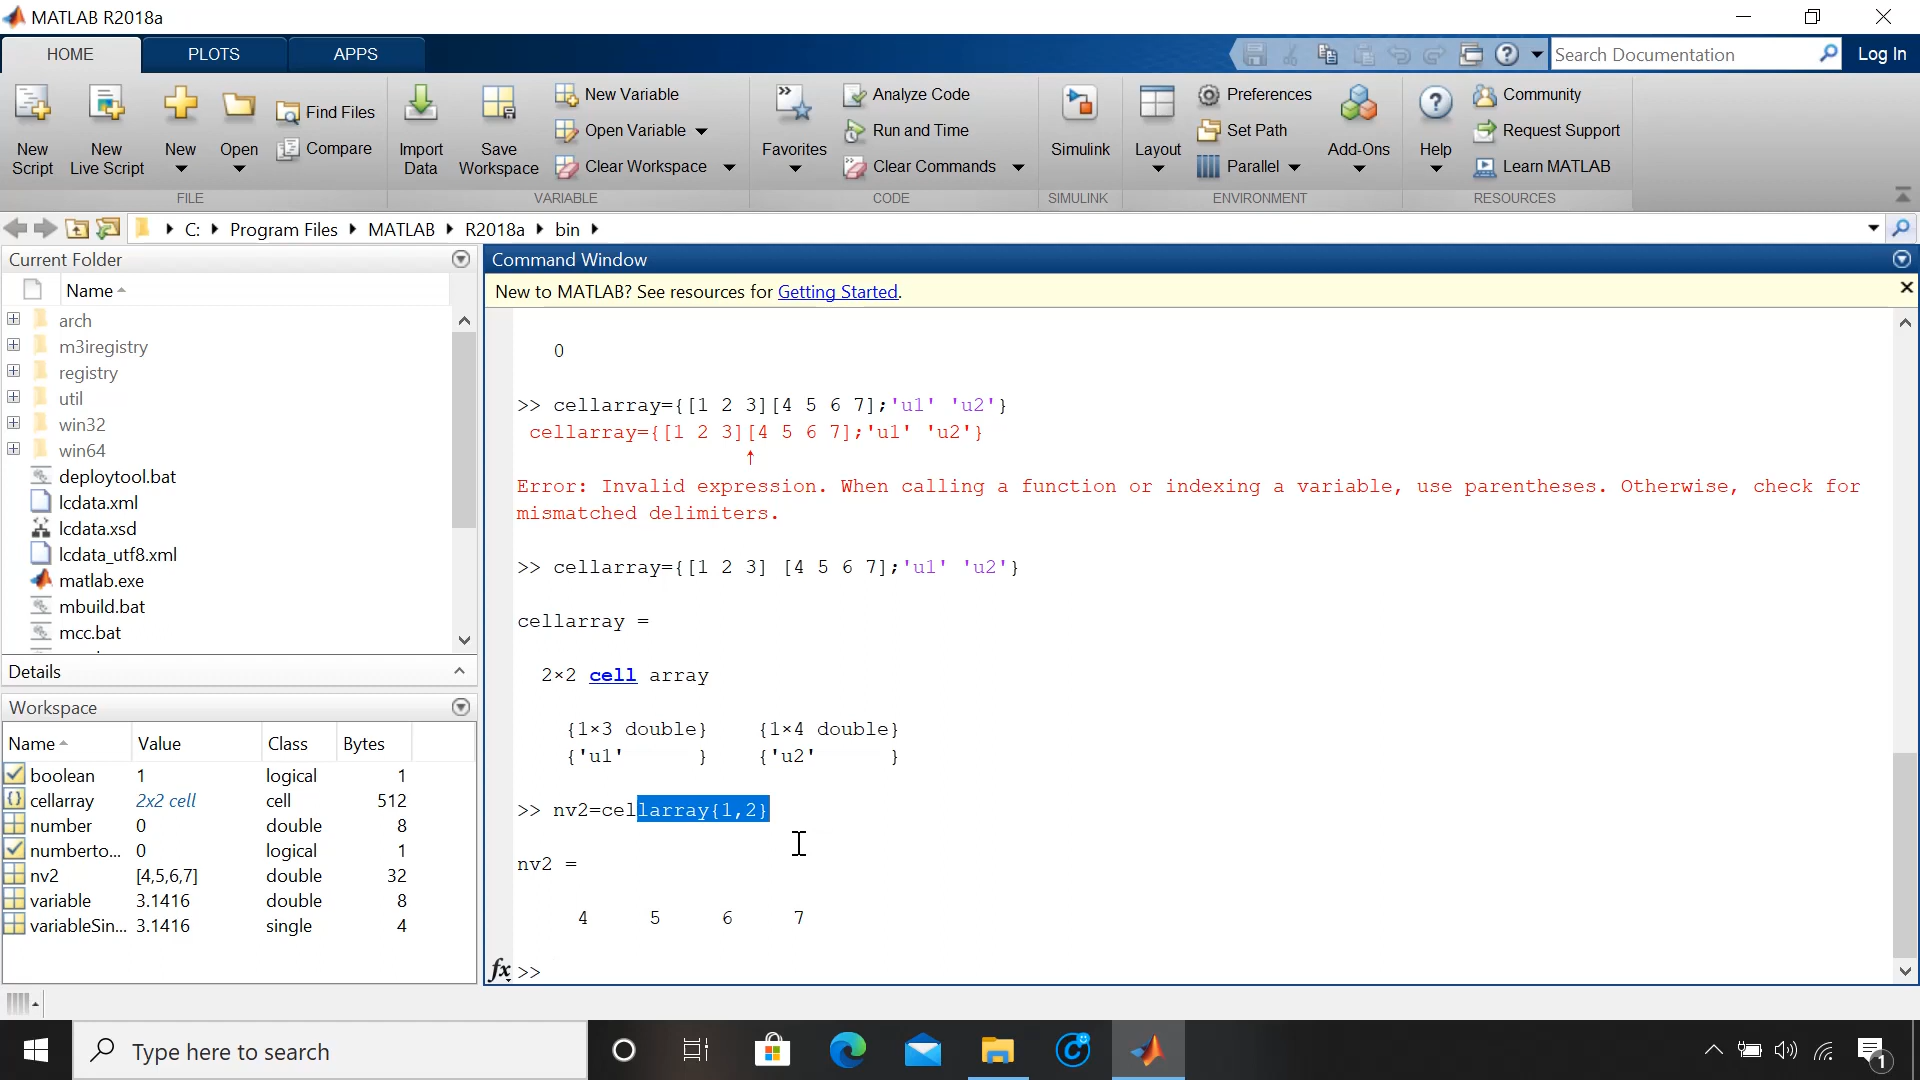 MATLAB R2018a
HOME PLOTS APPS
Search Documentation
Log In
New Script
New Live Script
New
Open
Find Files
Compare
FILE
Import Data
Save Workspace
New Variable
Open Variable
Clear Workspace
VARIABLE
Favorites
Analyze Code
Run and Time
Clear Commands
CODE
Simulink
SIMULINK
Layout
Preferences
Set Path
Parallel
Add-Ons
ENVIRONMENT
Help
Community
Request Support
Learn MATLAB
RESOURCES
C: Program Files MATLAB R2018a bin
Current Folder
Name
arch
m3iregistry
registry
util
win32
win64
deploytool.bat
lcdata.xml
lcdata.xsd
lcdata_utf8.xml
matlab.exe
mbuild.bat
mcc.bat
Details
Workspace
Name Value Class Bytes
boolean 1 logical 1
cellarray 2x2 cell cell 512
number 0 double 8
numberto... 0 logical 1
nv2 [4,5,6,7] double 32
variable 3.1416 double 8
variableSin... 3.1416 single 4
Command Window
New to MATLAB? See resources for Getting Started.
0
>> cellarray={[1 2 3][4 5 6 7];'u1' 'u2'}
cellarray={[1 2 3][4 5 6 7];'u1' 'u2'}
↑
Error: Invalid expression. When calling a function or indexing a variable, use parentheses. Otherwise, check for
mismatched delimiters.
>> cellarray={[1 2 3] [4 5 6 7];'u1' 'u2'}
cellarray =
2×2 cell array
{1×3 double} {1×4 double}
{'u1' } {'u2' }
>> nv2=cellarray{1,2}
nv2 =
4 5 6 7
fx >>
Type here to search
1